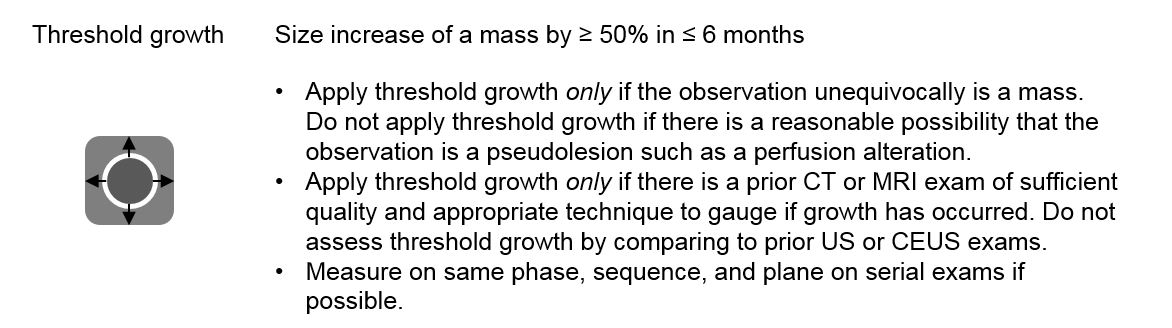 Threshold growth
Size increase of a mass by ≥ 50% in ≤ 6 months
• Apply threshold growth only if the observation unequivocally is a mass.
Do not apply threshold growth if there is a reasonable possibility that the
observation is a pseudolesion such as a perfusion alteration.
• Apply threshold growth only if there is a prior CT or MRI exam of sufficient
quality and appropriate technique to gauge if growth has occurred. Do not
assess threshold growth by comparing to prior US or CEUS exams.
• Measure on same phase, sequence, and plane on serial exams if
possible.